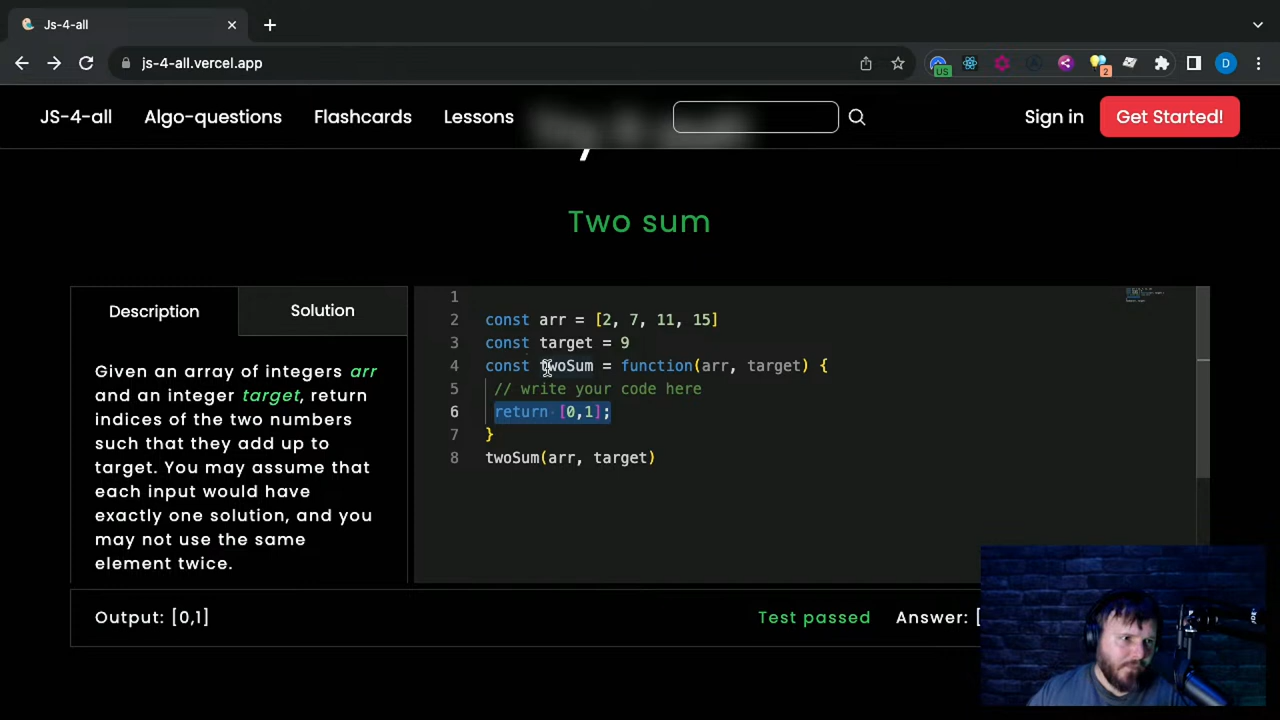 Js-4-all
js-4-all.vercel.app
US
2
D
JS-4-all
Algo-questions
Flashcards
Lessons
Sign in
Get Started!
Two sum
Description
Solution
Given an array of integers arr
and an integer target, return
indices of the two numbers
such that they add up to
target. You may assume that
each input would have
exactly one solution, and you
may not use the same
element twice.
1
2 const arr = [2, 7, 11, 15]
3 const target = 9
4 const twoSum = function(arr, target) {
5 // write your code here
6 return [0,1];
7 }
8 twoSum(arr, target)
Output: [0,1]
Test passed
Answer: [